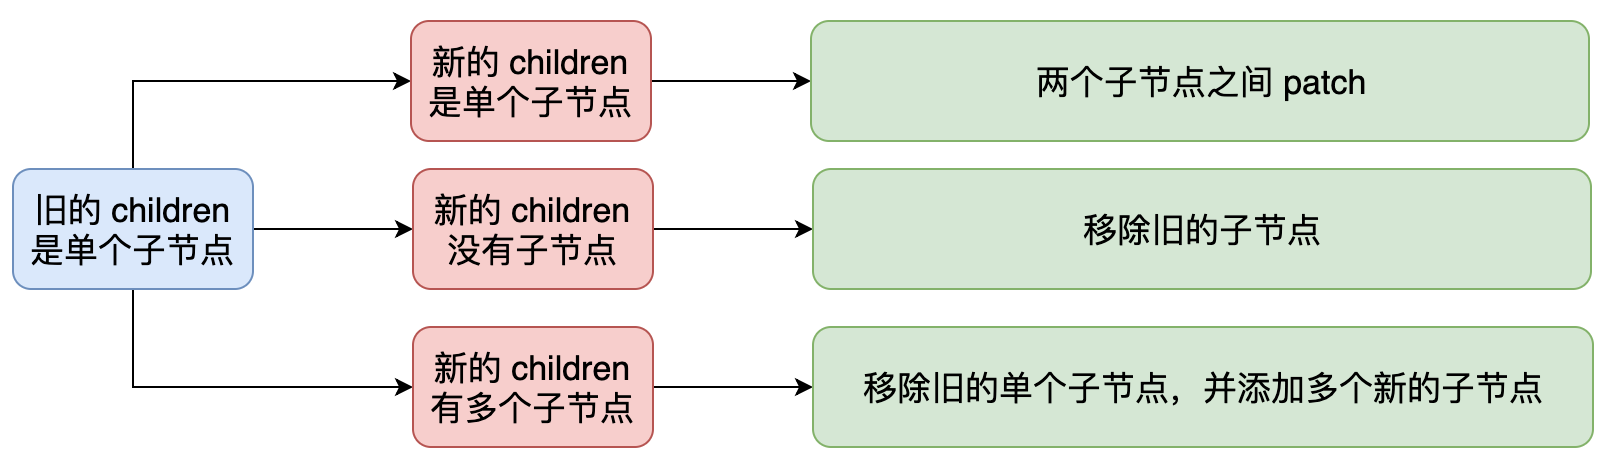 新的 children
是单个子节点
两个子节点之间 patch
旧的 children
是单个子节点
新的 children
没有子节点
移除旧的子节点
新的 children
有多个子节点
移除旧的单个子节点，并添加多个新的子节点